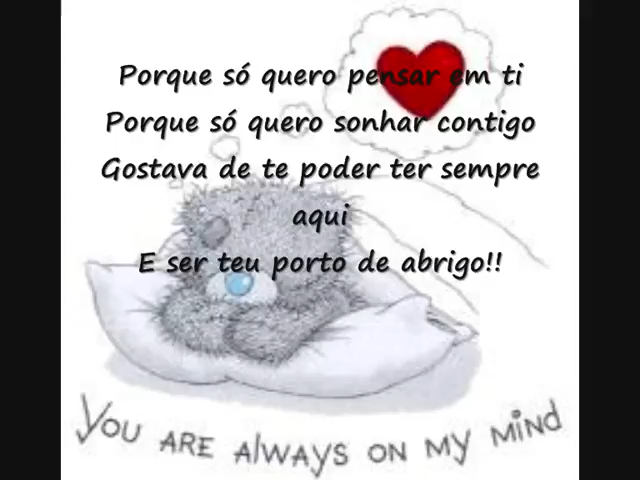 Porque só quero pensar em ti
Porque só quero sonhar contigo
Gostava de te poder ter sempre
aqui
E ser teu porto de abrigo!!
YOU ARE AlWAYS ON MY MiND